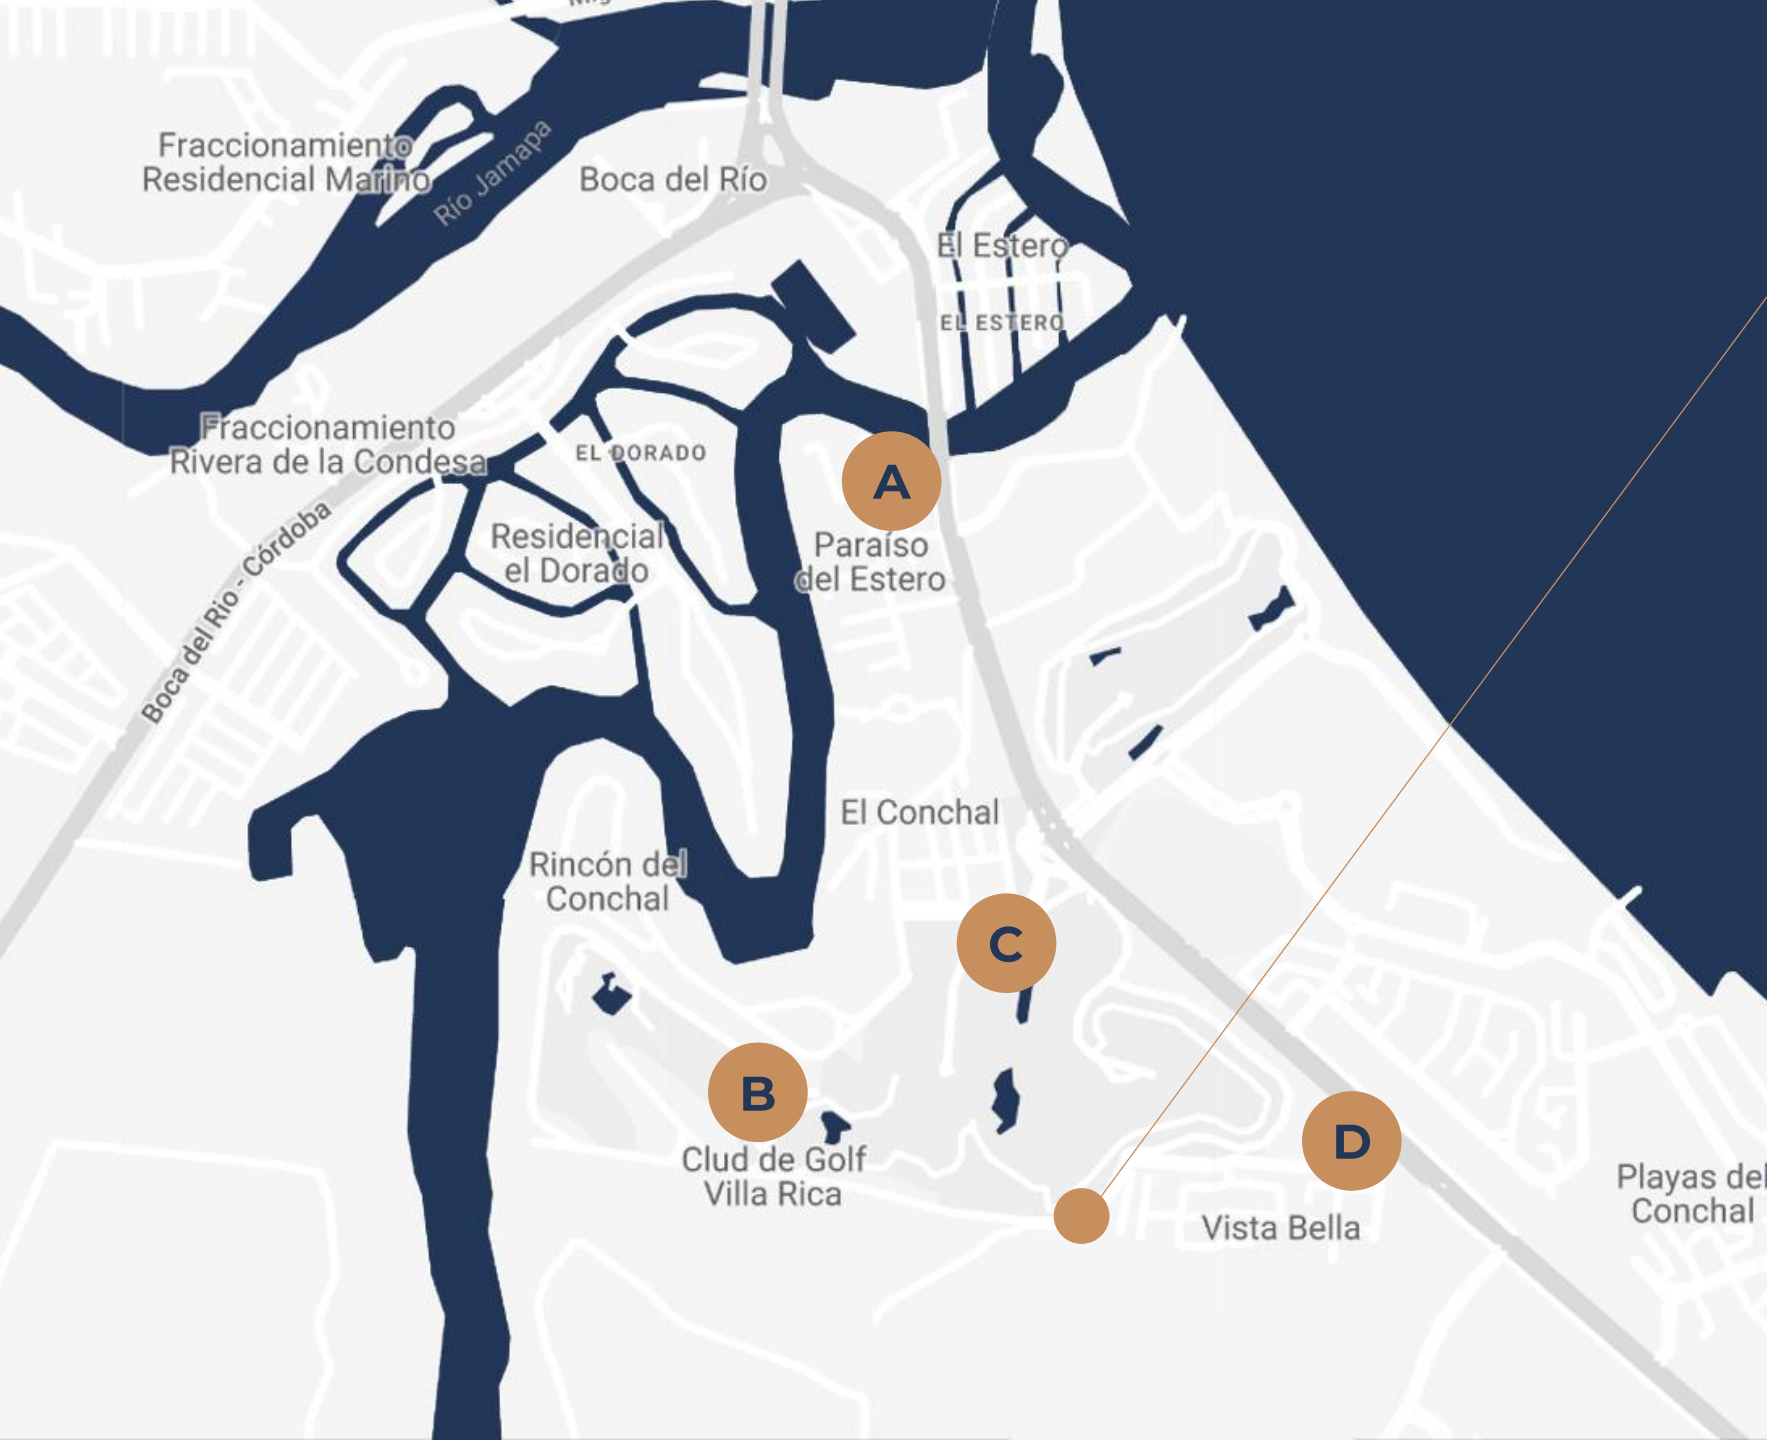 Fraccionamiento
Residencial Marino
Río Jamapa
Boca del Río
El Estero
EL ESTERO
Fraccionamiento
Rivera de la Condesa
EL DORADO
A
Residencial
el Dorado
Paraíso
del Estero
Boca del Rio - Córdoba
El Conchal
Rincón del
Conchal
C
B
D
Clud de Golf
Villa Rica
Playas del
Conchal
Vista Bella